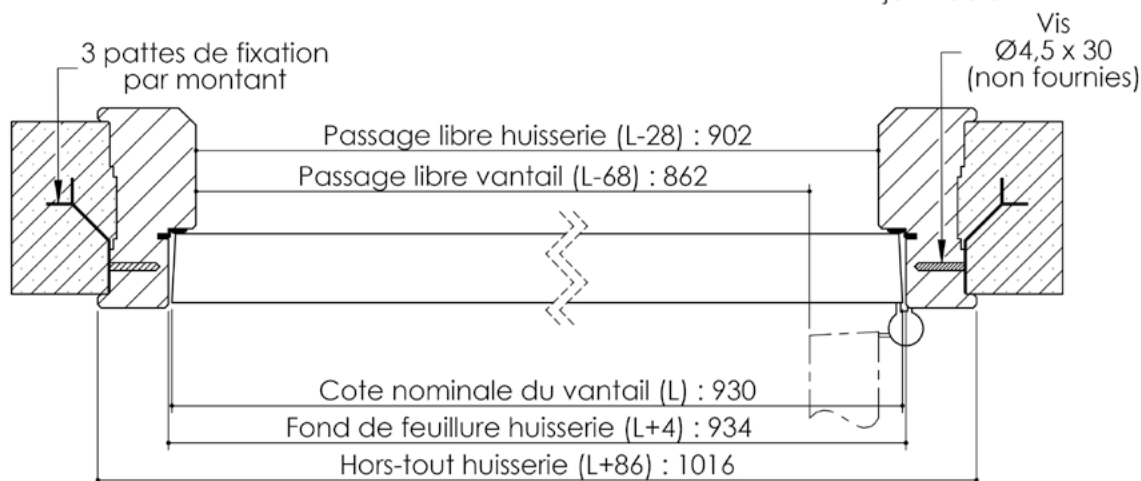 3 pattes de fixation
par montant
Vis
Ø4,5 x 30
(non fournies)
Passage libre huisserie (L-28) : 902
Passage libre vantail (L-68) : 862
Cote nominale du vantail (L) : 930
Fond de feuillure huisserie (L+4) : 934
Hors-tout huisserie (L+86) : 1016